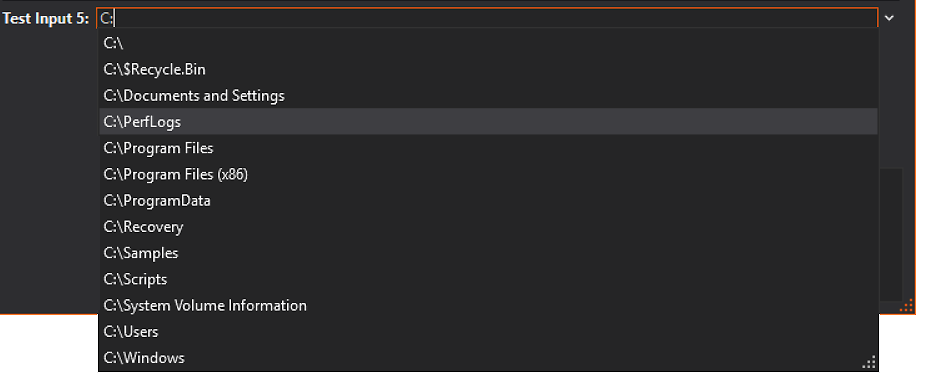 Test Input 5: C:
C:\
C:\$Recycle.Bin
C:\Documents and Settings
C:\PerfLogs
C:\Program Files
C:\Program Files (x86)
C:\ProgramData
C:\Recovery
C:\Samples
C:\Scripts
C:\System Volume Information
C:\Users
C:\Windows